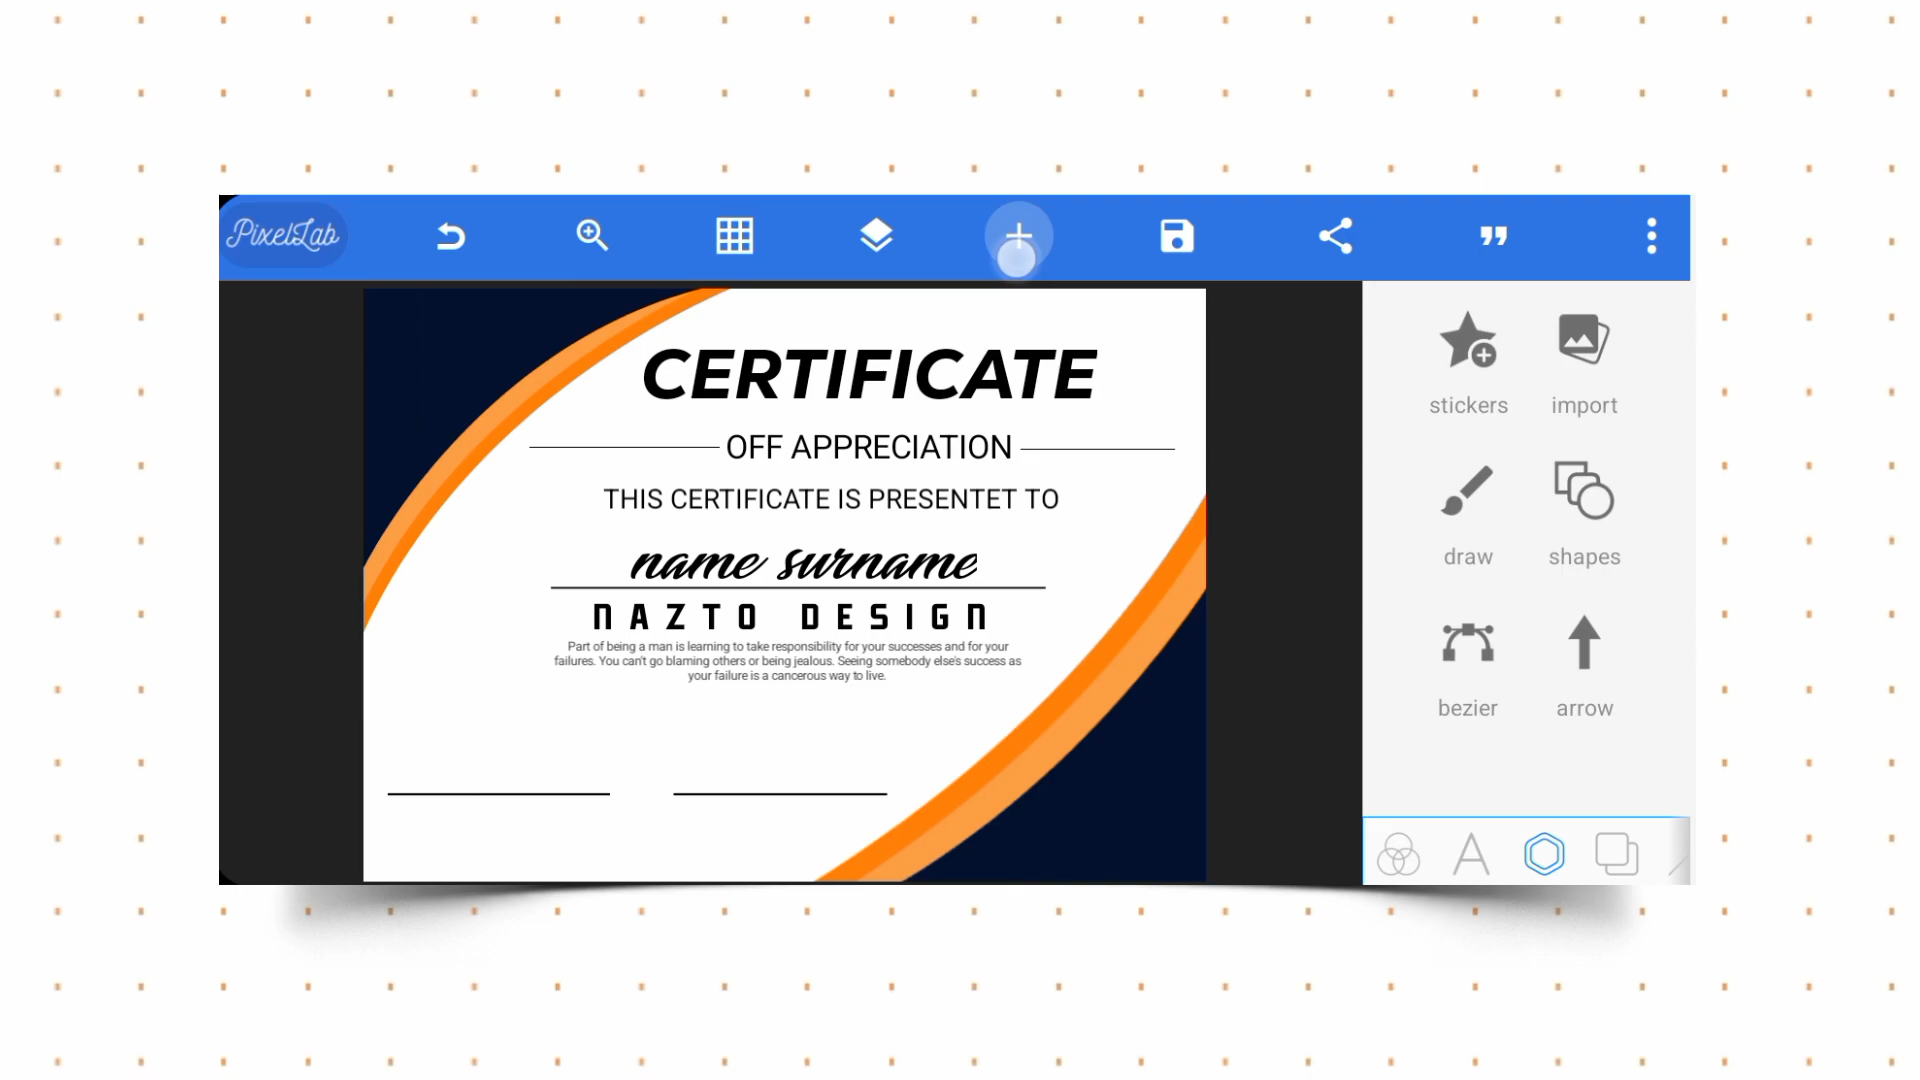 PixelLab
CERTIFICATE
OFF APPRECIATION
THIS CERTIFICATE IS PRESENTET TO
name surname
NAZTO DESIGN
Part of being a man is learning to take responsibility for your successes and for your
failures. You can't go blaming others or being jealous. Seeing somebody else's success as
your failure is a cancerous way to live.
stickers import
draw shapes
bezier arrow